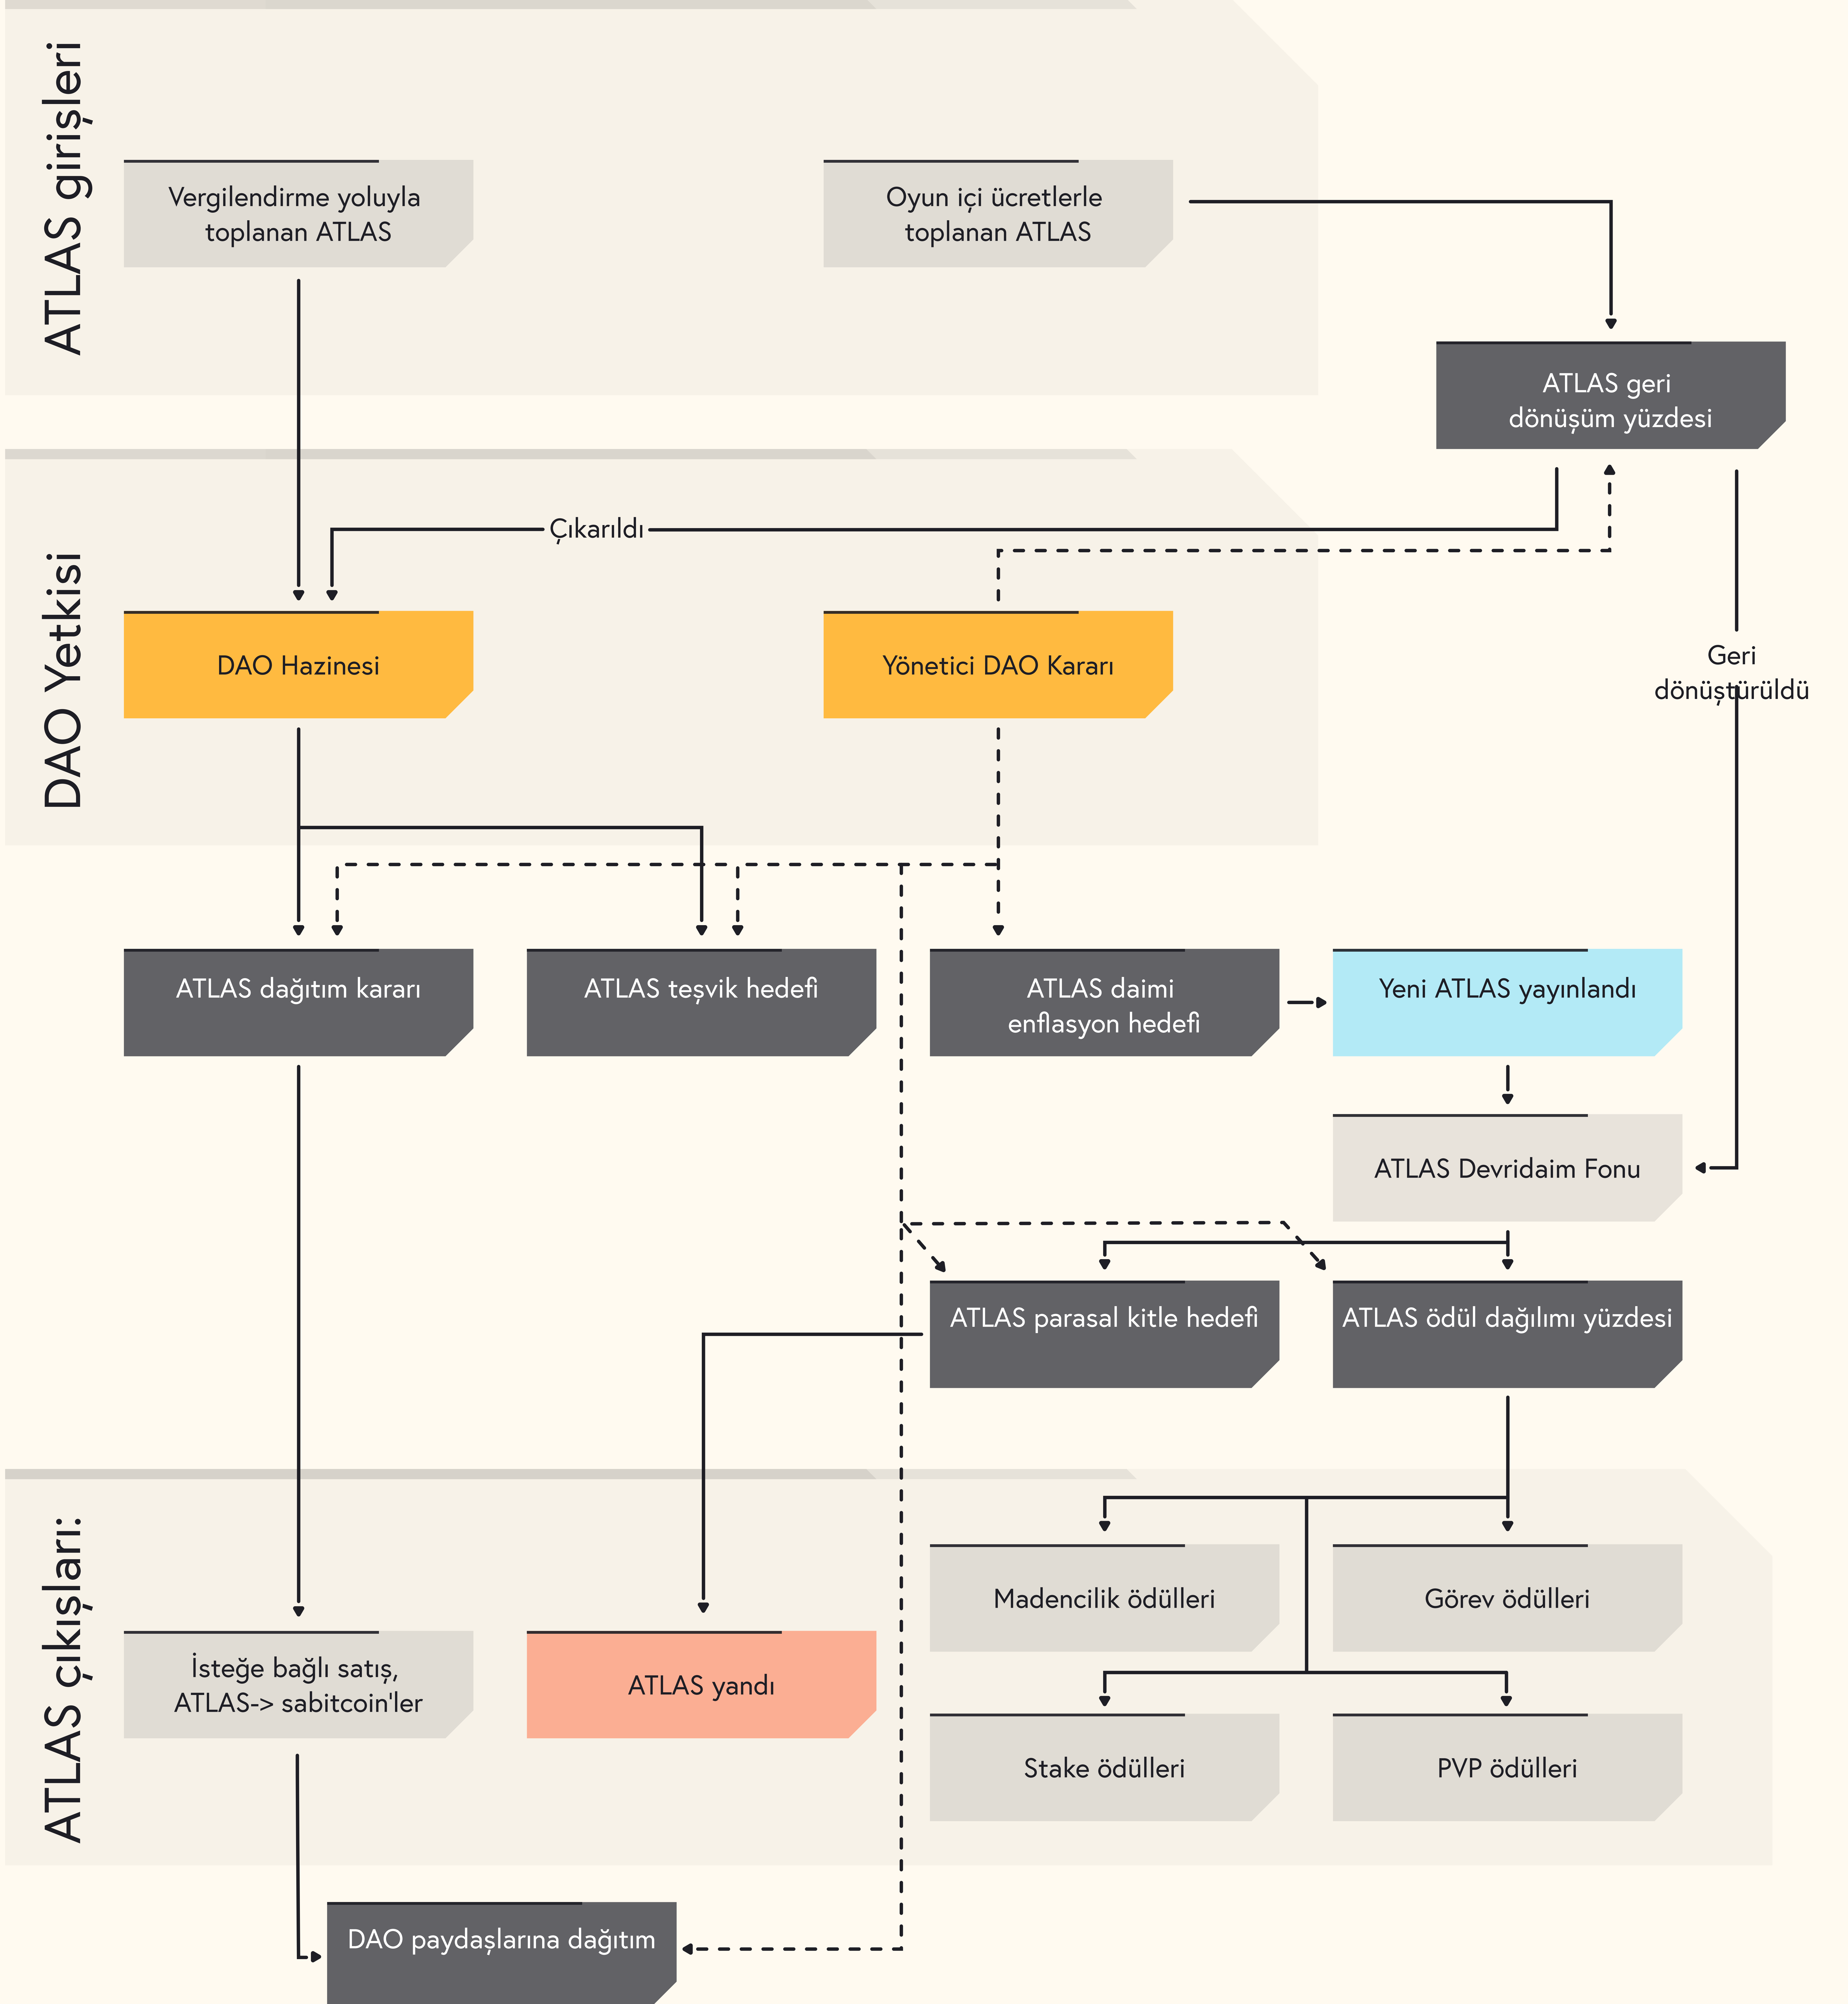 ATLAS girişleri
Vergilendirme yoluyla
toplanan ATLAS
Oyun içi ücretlerle
toplanan ATLAS
ATLAS geri
dönüşüm yüzdesi
DAO Yetkisi
Çıkarıldı
DAO Hazinesi
Yönetici DAO Kararı
Geri
dönüştürüldü
ATLAS dağıtım kararı
ATLAS teşvik hedefi
ATLAS daimi
enflasyon hedefi
Yeni ATLAS yayınlandı
ATLAS Devridaim Fonu
ATLAS parasal kitle hedefi
ATLAS ödül dağılımı yüzdesi
ATLAS çıkışları:
Madencilik ödülleri
Görev ödülleri
İsteğe bağlı satış,
ATLAS-> sabitcoin'ler
ATLAS yandı
Stake ödülleri
PVP ödülleri
DAO paydaşlarına dağıtım